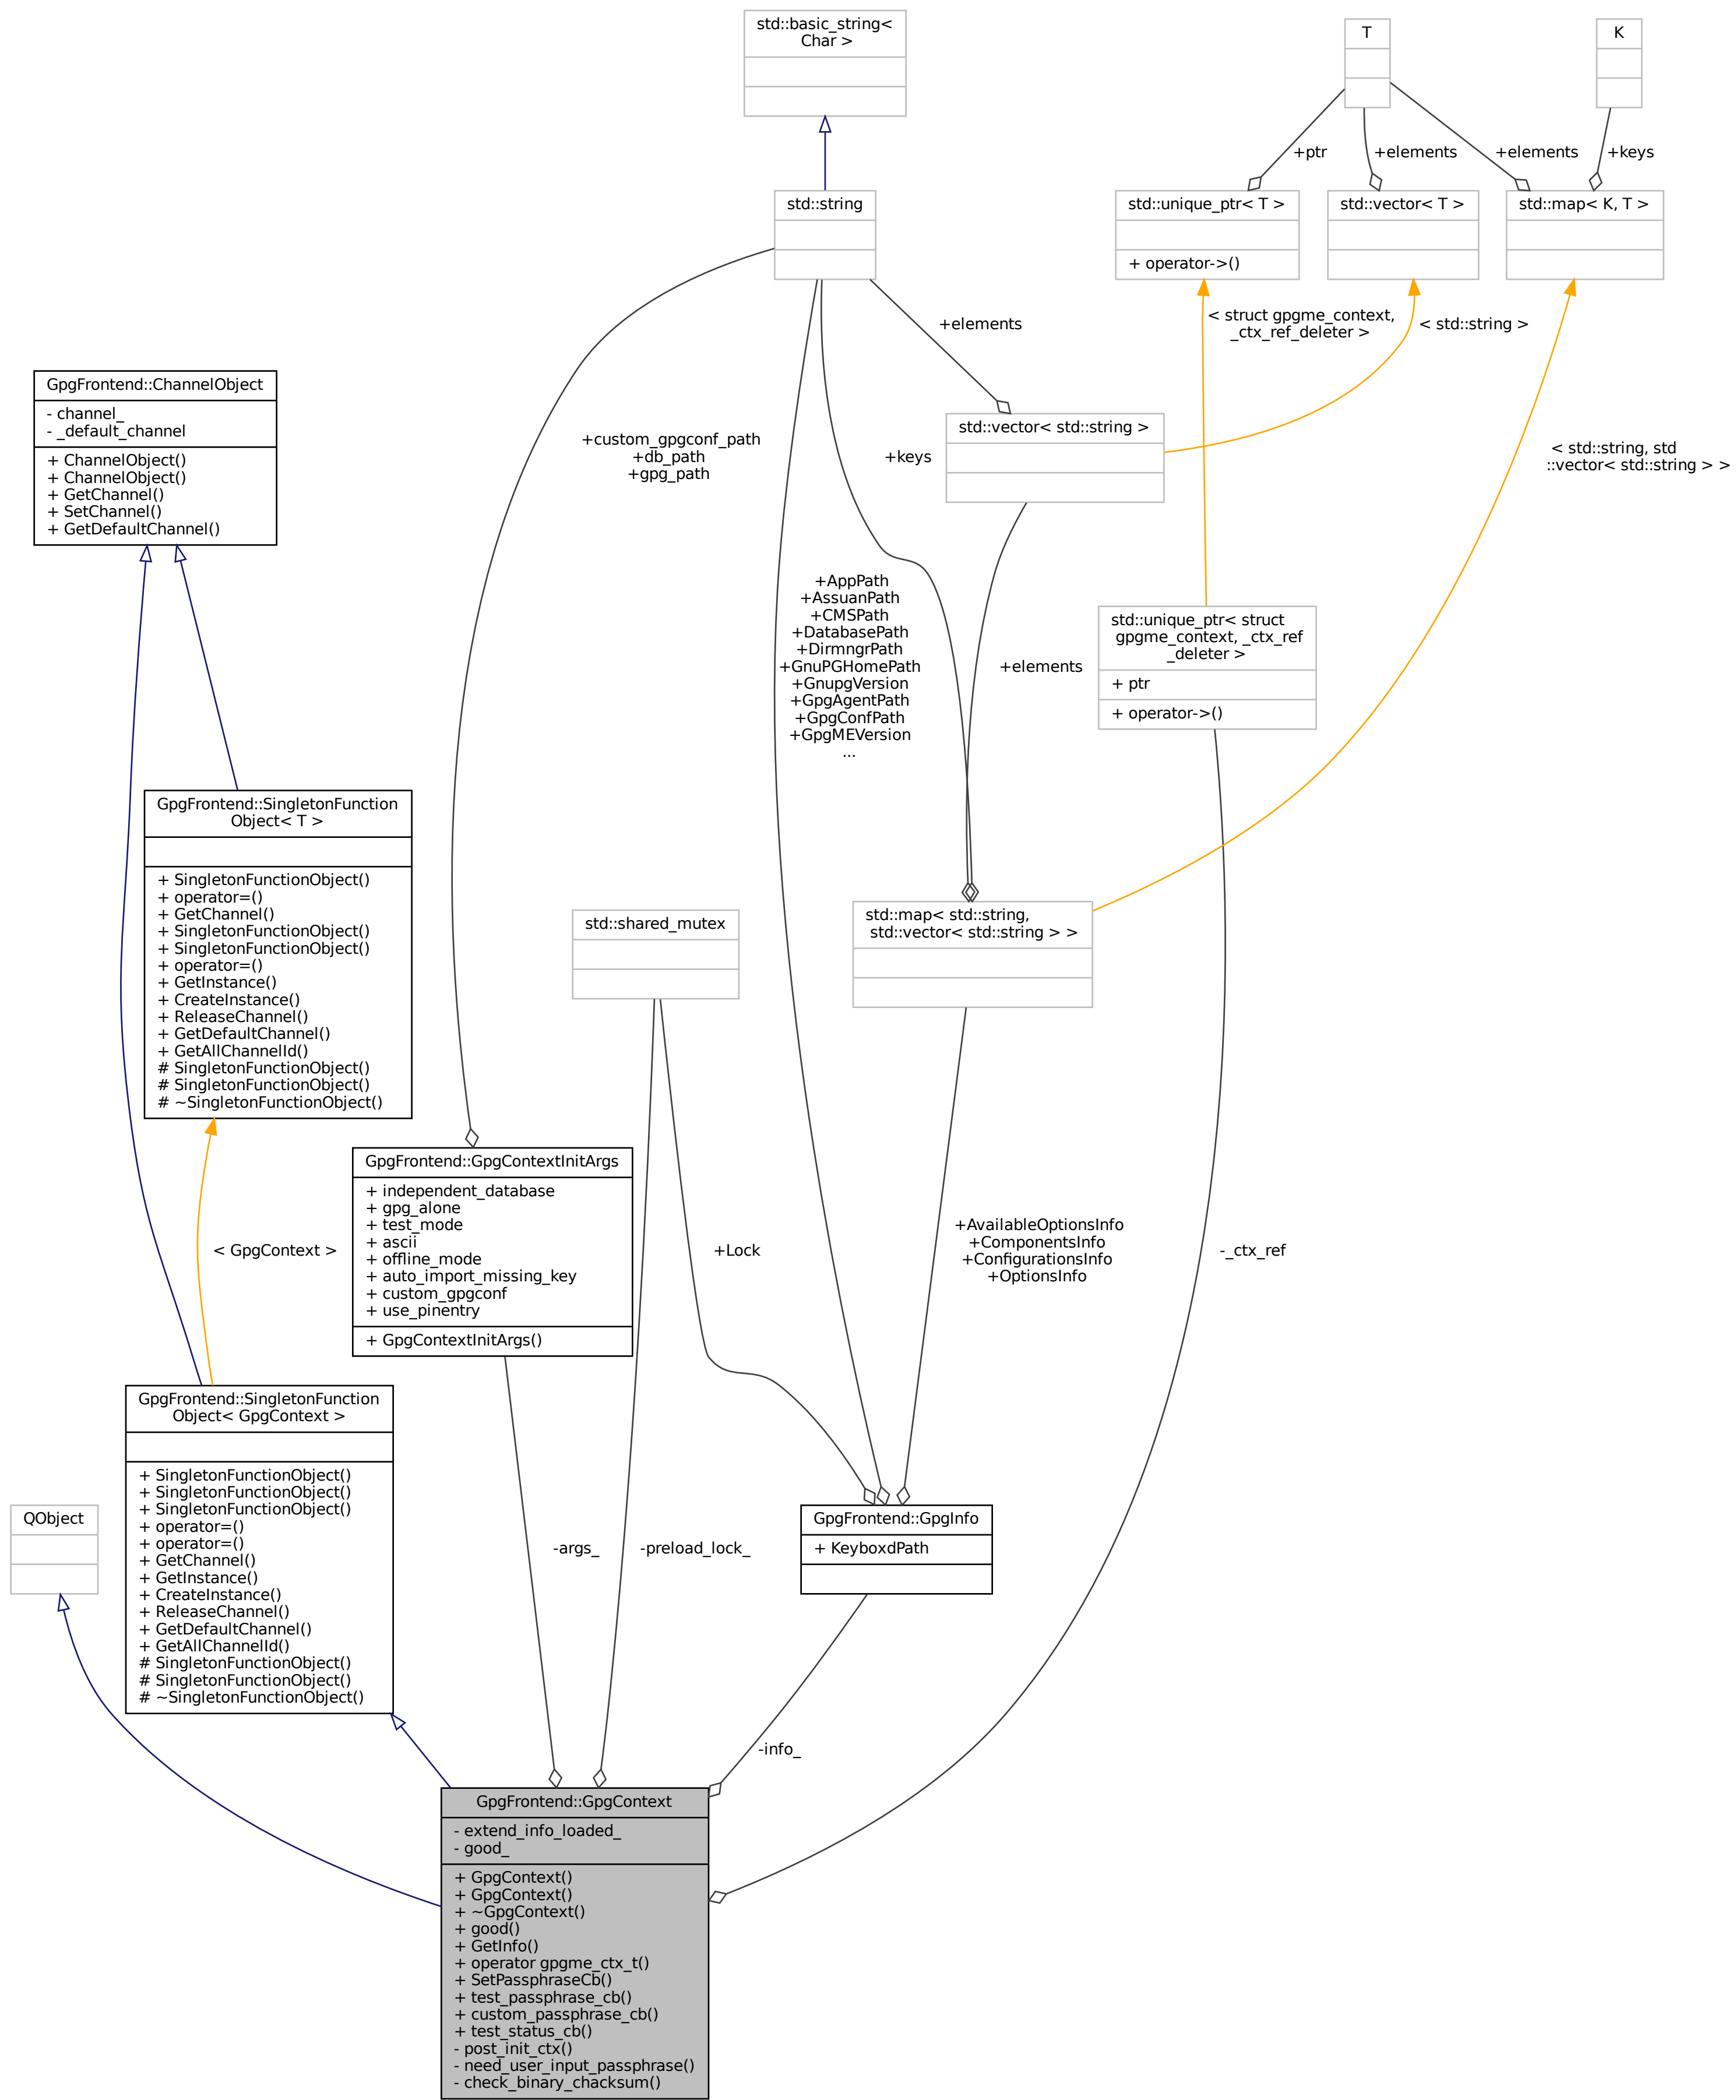 std::basic_string<
Char >
T
K
+ptr
+elements
+elements
+keys
std::string
std::unique_ptr< T >
+ operator->()
std::vector< T >
std::map< K, T >
+elements
< struct gpgme_context,
_ctx_ref_deleter >
< std::string >
GpgFrontend::ChannelObject
- channel_
- _default_channel
+ ChannelObject()
+ ChannelObject()
+ GetChannel()
+ SetChannel()
+ GetDefaultChannel()
+custom_gpgconf_path
+db_path
+gpg_path
+keys
std::vector< std::string >
< std::string, std
::vector< std::string > >
+AppPath
+AssuanPath
+CMSPath
+DatabasePath
+DirmngrPath
+GnuPGHomePath
+GnupgVersion
+GpgAgentPath
+GpgConfPath
+GpgMEVersion
...
+elements
std::unique_ptr< struct
gpgme_context, _ctx_ref
_deleter >
+ ptr
+ operator->()
GpgFrontend::SingletonFunction
Object< T >
+ SingletonFunctionObject()
+ operator=()
+ GetChannel()
+ SingletonFunctionObject()
+ SingletonFunctionObject()
+ operator=()
+ GetInstance()
+ CreateInstance()
+ ReleaseChannel()
+ GetDefaultChannel()
+ GetAllChannelId()
# SingletonFunctionObject()
# SingletonFunctionObject()
# ~SingletonFunctionObject()
std::shared_mutex
std::map< std::string,
std::vector< std::string > >
< GpgContext >
GpgFrontend::GpgContextInitArgs
+ independent_database
+ gpg_alone
+ test_mode
+ ascii
+ offline_mode
+ auto_import_missing_key
+ custom_gpgconf
+ use_pinentry
+ GpgContextInitArgs()
+Lock
+AvailableOptionsInfo
+ComponentsInfo
+ConfigurationsInfo
+OptionsInfo
-_ctx_ref
GpgFrontend::SingletonFunction
Object< GpgContext >
+ SingletonFunctionObject()
+ SingletonFunctionObject()
+ SingletonFunctionObject()
+ operator=()
+ operator=()
+ GetChannel()
+ GetInstance()
+ CreateInstance()
+ ReleaseChannel()
+ GetDefaultChannel()
+ GetAllChannelId()
# SingletonFunctionObject()
# SingletonFunctionObject()
# ~SingletonFunctionObject()
QObject
-args_
-preload_lock_
GpgFrontend::GpgInfo
+ KeyboxdPath
-info_
GpgFrontend::GpgContext
- extend_info_loaded_
- good_
+ GpgContext()
+ GpgContext()
+ ~GpgContext()
+ good()
+ GetInfo()
+ operator gpgme_ctx_t()
+ SetPassphraseCb()
+ test_passphrase_cb()
+ custom_passphrase_cb()
+ test_status_cb()
- post_init_ctx()
- need_user_input_passphrase()
- check_binary_chacksum()